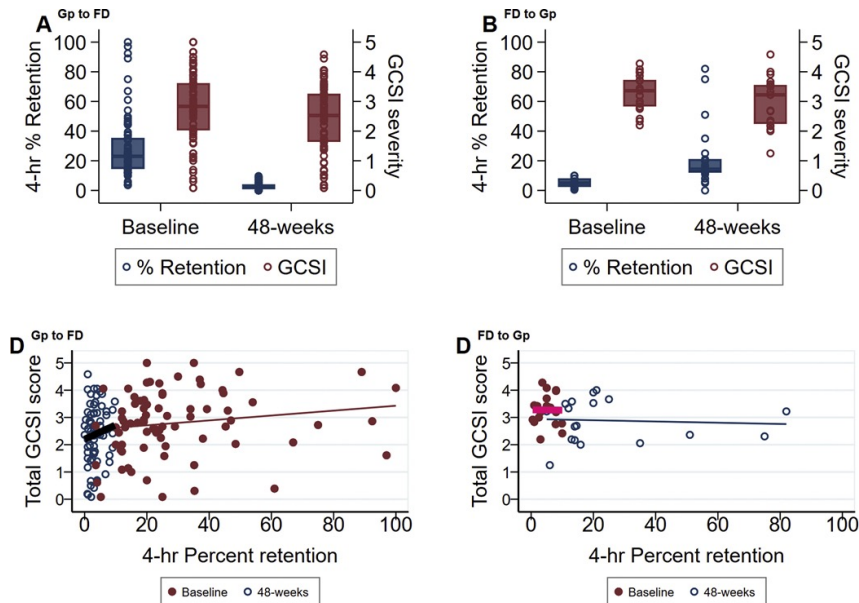 A Gp to FD
4-hr % Retention
100
80
60
40
20
0
5
4
3
2
1
0
GCSI severity
Baseline 48-weeks
% Retention GCSI
B FD to Gp
4-hr % Retention
100
80
60
40
20
0
5
4
3
2
1
0
GCSI severity
Baseline 48-weeks
% Retention GCSI
D Gp to FD
Total GCSI score
5
4
3
2
1
0
0 20 40 60 80 100
4-hr Percent retention
Baseline 48-weeks
D FD to Gp
Total GCSI score
5
4
3
2
1
0
0 20 40 60 80 100
4-hr Percent retention
Baseline 48-weeks